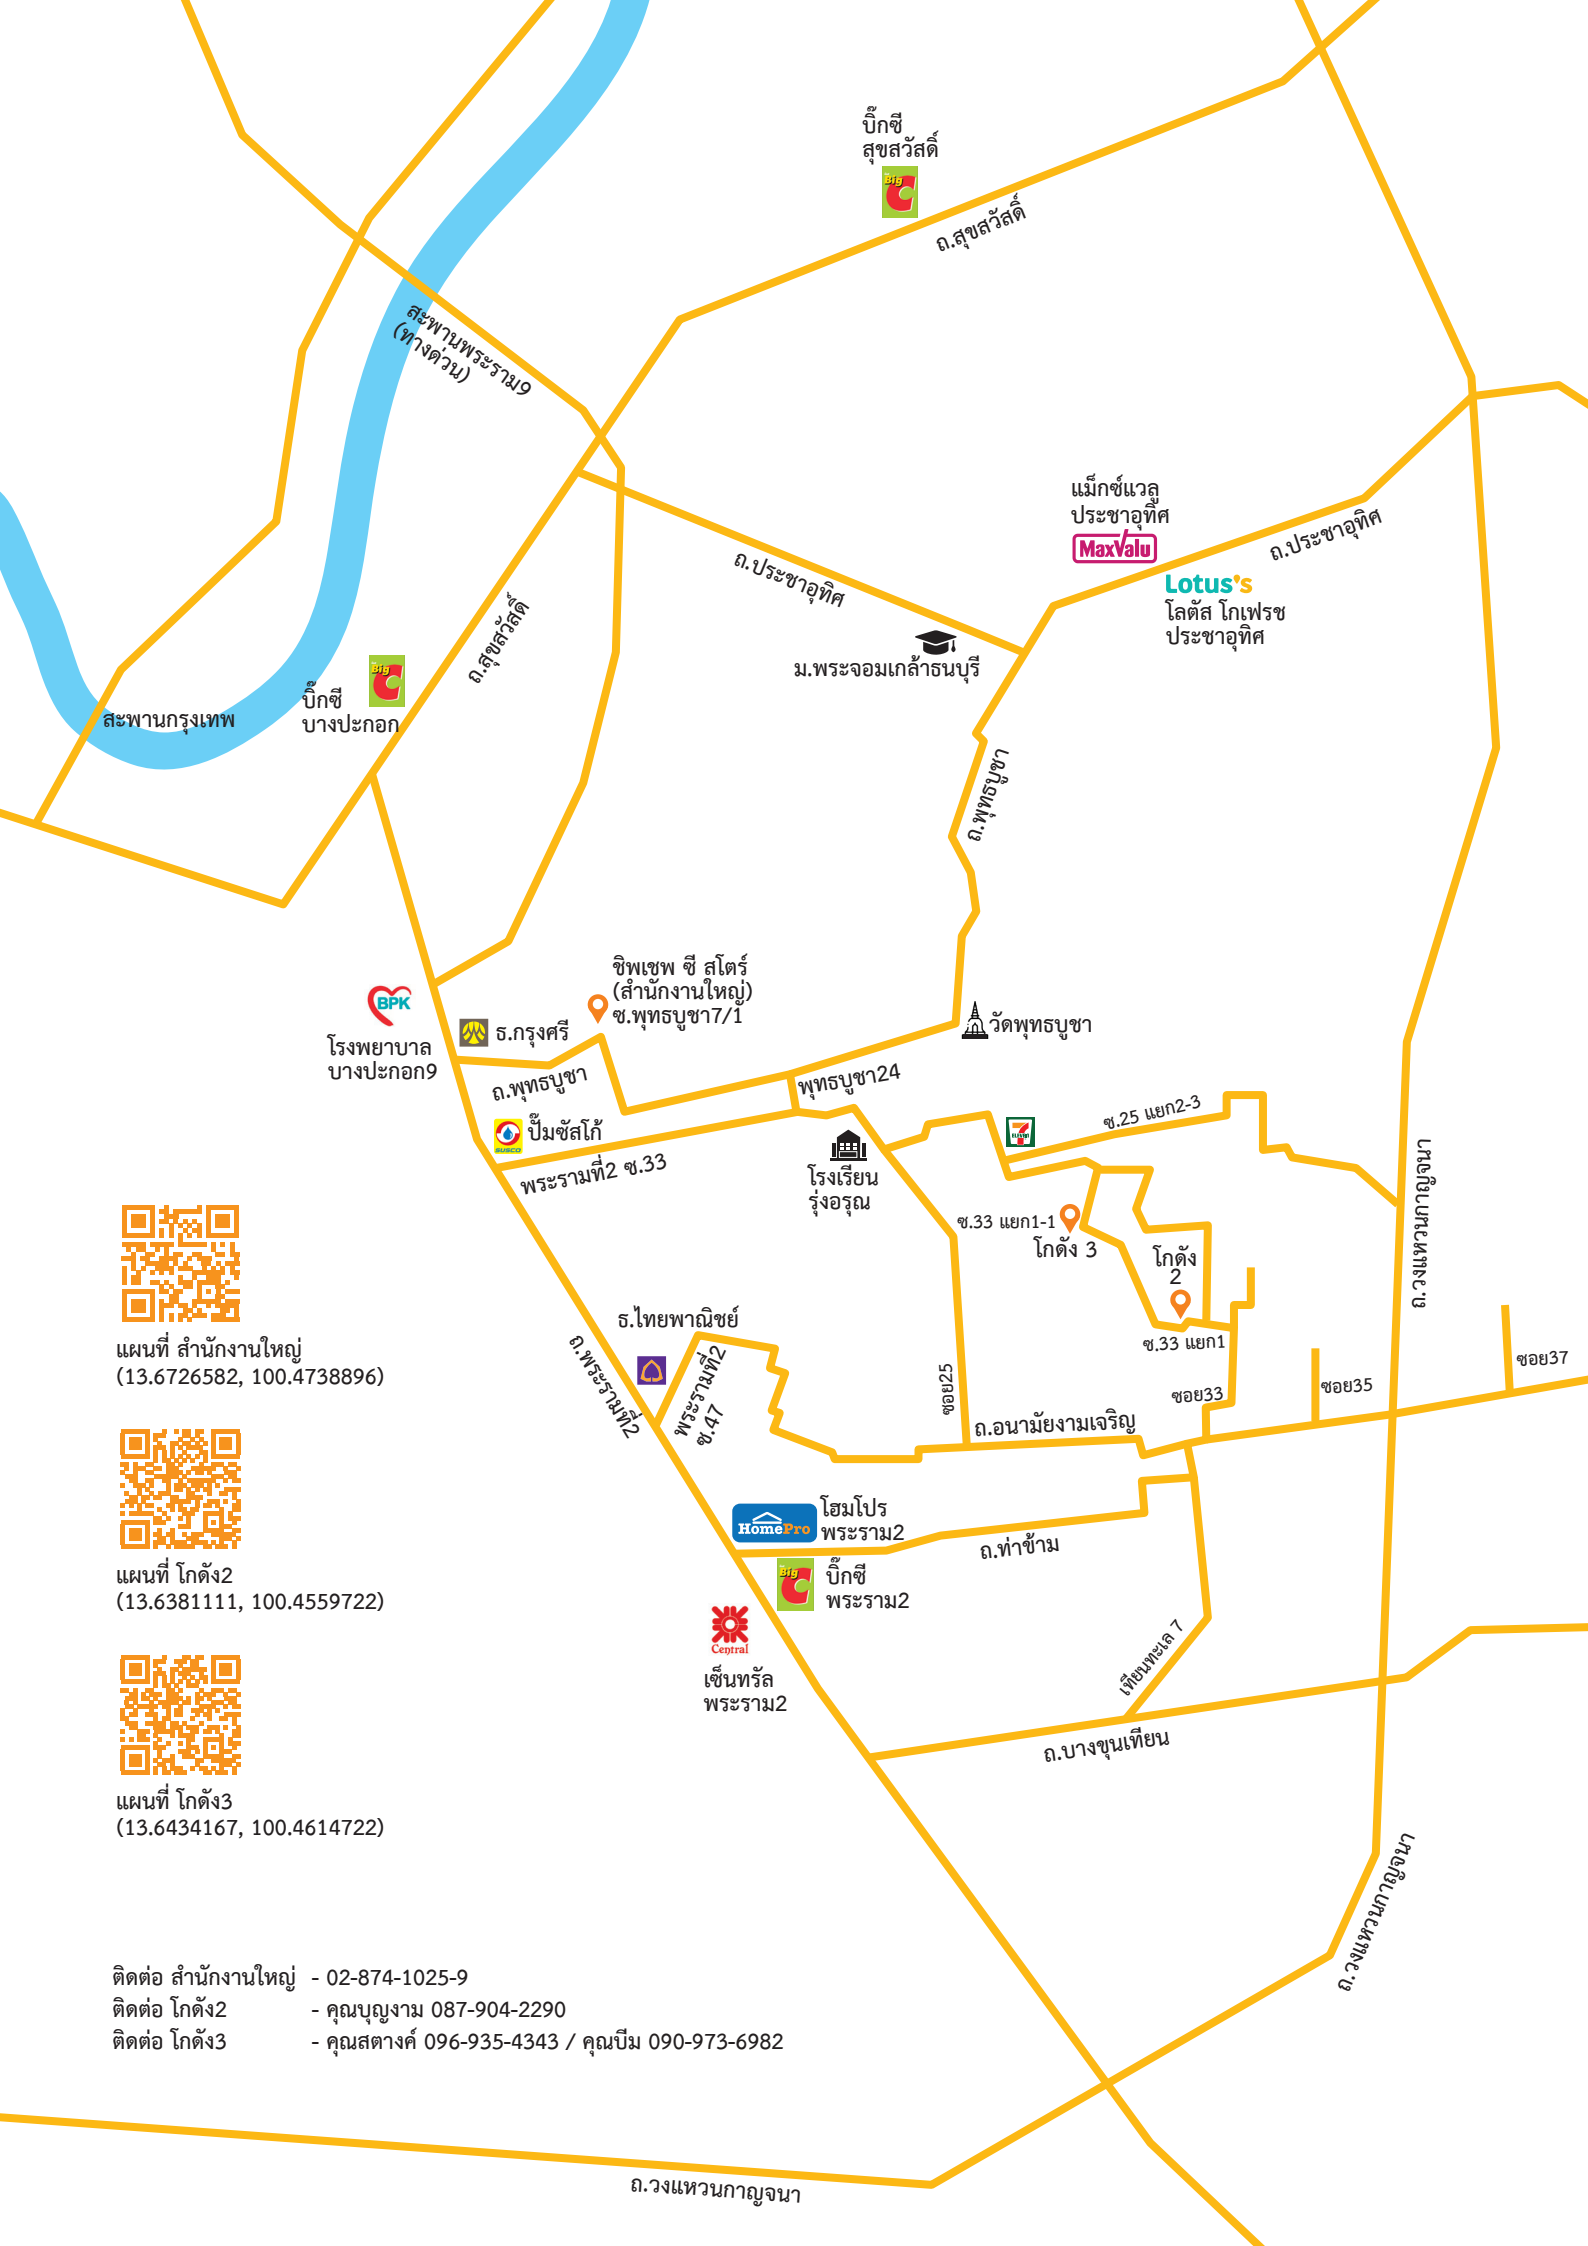 บิ๊กซี
สุขสวัสดิ์
Big C
ถ.สุขสวัสดิ์
สะพานพระราม9
(ทางด่วน)
แม็กซ์แวลู
ประชาอุทิศ
MaxValu
ถ.ประชาอุทิศ
Lotus's
โลตัส โกเฟรช
ประชาอุทิศ
ถ.ประชาอุทิศ
ม.พระจอมเกล้าธนบุรี
ถ.สุขสวัสดิ์
Big C
บิ๊กซี
บางปะกอก
สะพานกรุงเทพ
ถ.พุทธบูชา
ชิพเชพ ซี สโตร์
(สำนักงานใหญ่)
ซ.พุทธบูชา7/1
BPK
โรงพยาบาล
บางปะกอก9
ธ.กรุงศรี
วัดพุทธบูชา
ถ.พุทธบูชา
พุทธบูชา24
SUSCO
ปั๊มซัสโก้
ซ.25 แยก2-3
7 ELEVEN
พระรามที่2 ซ.33
โรงเรียน
รุ่งอรุณ
ถ.วงแหวนกาญจนา
ซ.33 แยก1-1
โกดัง 3
โกดัง
2
ซ.33 แยก1
แผนที่ สำนักงานใหญ่
(13.6726582, 100.4738896)
ธ.ไทยพาณิชย์
ถ.พระรามที่2
พระรามที่2
ซ.47
ซอย25
ซอย33
ซอย35
ซอย37
ถ.อนามัยงามเจริญ
HomePro
โฮมโปร
พระราม2
ถ.ท่าข้าม
Big C
บิ๊กซี
พระราม2
แผนที่ โกดัง2
(13.6381111, 100.4559722)
Central
เซ็นทรัล
พระราม2
เทียนทะเล 7
ถ.บางขุนเทียน
แผนที่ โกดัง3
(13.6434167, 100.4614722)
ถ.วงแหวนกาญจนา
ติดต่อ สำนักงานใหญ่ - 02-874-1025-9
ติดต่อ โกดัง2 - คุณบุญงาม 087-904-2290
ติดต่อ โกดัง3 - คุณสตางค์ 096-935-4343 / คุณบีม 090-973-6982
ถ.วงแหวนกาญจนา